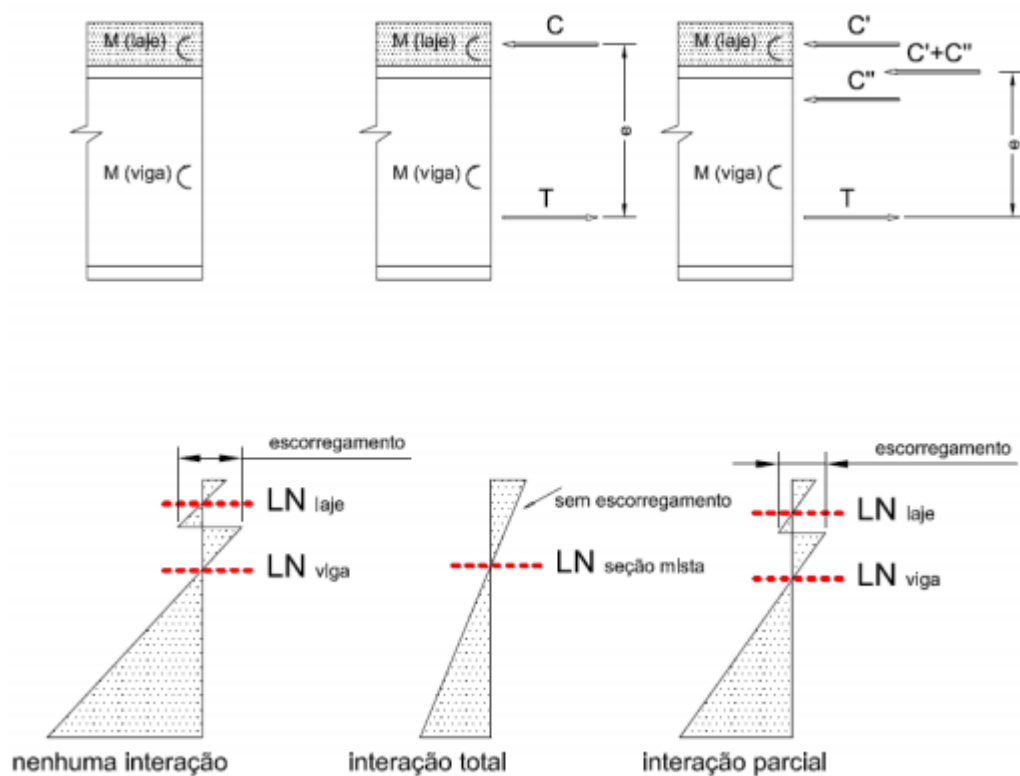 M (laje)
M (viga)
M (laje)
C
e
M (viga)
T
M (laje)
C'
C'+C"
C"
e
M (viga)
T
escorregamento
LN laje
LN viga
nenhuma interação
sem escorregamento
LN seção mista
interação total
escorregamento
LN laje
LN viga
interação parcial